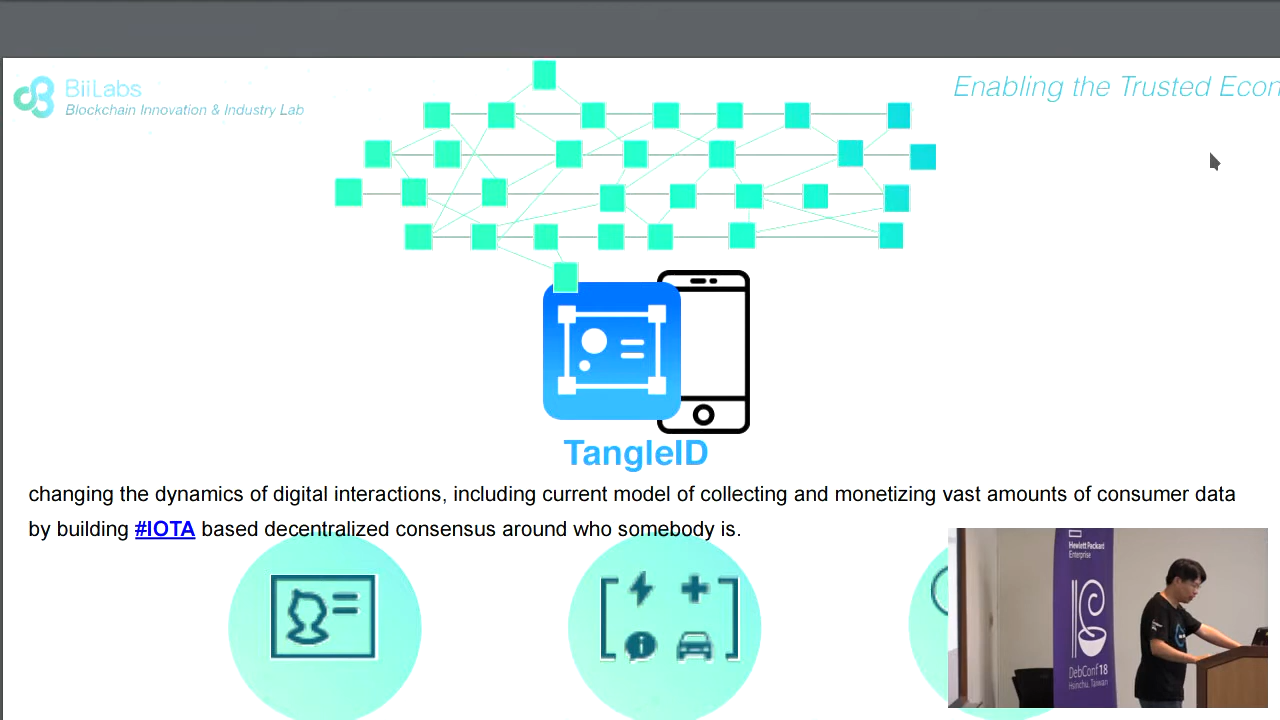 BiiLabs
Blockchain Innovation & Industry Lab
Enabling the Trusted Econ
TangleID
changing the dynamics of digital interactions, including current model of collecting and monetizing vast amounts of consumer data
by building #IOTA based decentralized consensus around who somebody is.
Hewlett Packard
Enterprise
DebConf18
Hsinchu, Taiwan